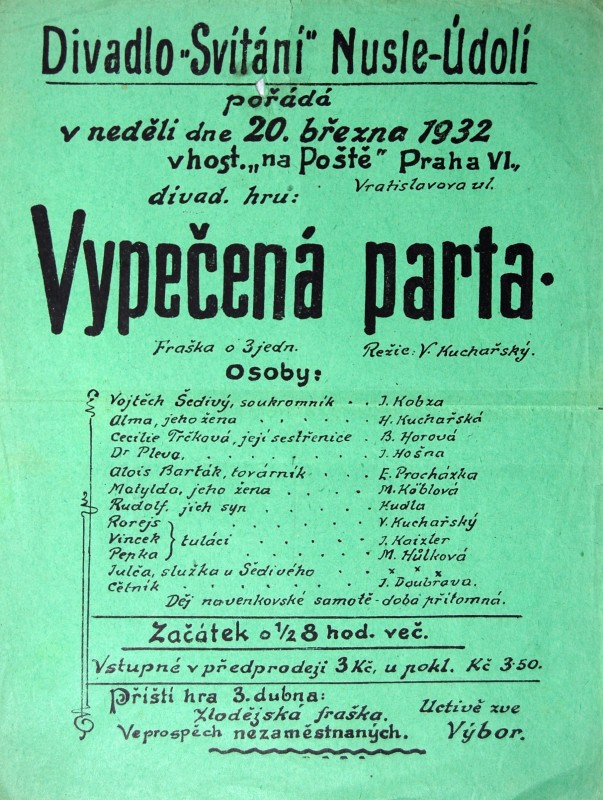 Divadlo „Svítání" Nusle-Údolí
pořádá
v neděli dne 20. března 1932
v host. „na Poště" Praha VI.,
Vratislavova ul.
divad. hru:
Vypečená parta.
Fraška o 3 jedn. Režie: V. Kuchařský.
Osoby:
Vojtěch Šedivý, soukromník . . J. Kobza
Alma, jeho žena . . . . . H. Kuchařská
Cecilie Trčková, její sestřenice . B. Horová
Dr Pleva. . . . . . . J. Hošna
Alois Barták, továrník . . . E. Procházka
Matylda, jeho žena . . . . M. Köblová
Rudolf, jich syn . . . . . Kudla
Rorejs . . . . . . V. Kuchařský
Vincek } tuláci . . . . . J. Kaizler
Pepka . . . . . . M. Hůlková
Julča, služka u Šedivého . . x x x
Četník . . . . . . . J. Doubrava.
Děj na venkovské samotě - doba přítomná.
Začátek o 1/2 8 hod. več.
Vstupné v předprodeji 3 Kč, u pokl. Kč 3·50.
Příští hra 3. dubna:
Zlodějská fraška.
Ve prospěch nezaměstnaných.
Uctivě zve
Výbor.